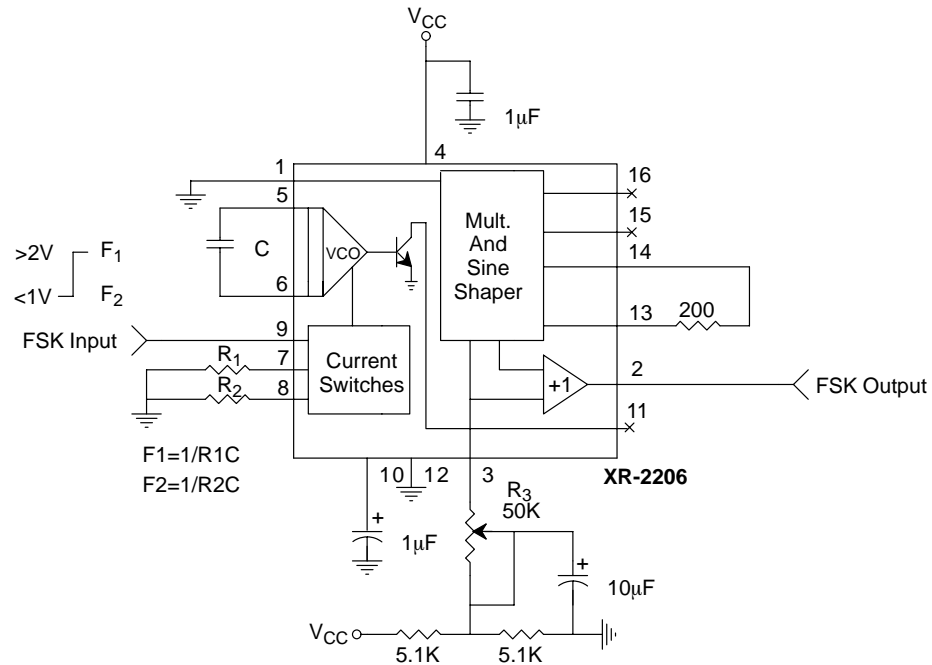 VCC
1μF
4
1
5
C
VCO
6
Mult.
And
Sine
Shaper
16
15
14
13
200
>2V F1
<1V F2
FSK Input
9
R1
7
R2
8
Current
Switches
+1
2
FSK Output
11
F1=1/R1C
F2=1/R2C
10
12
3
XR-2206
R3
50K
+
1μF
+
10μF
VCC
5.1K
5.1K